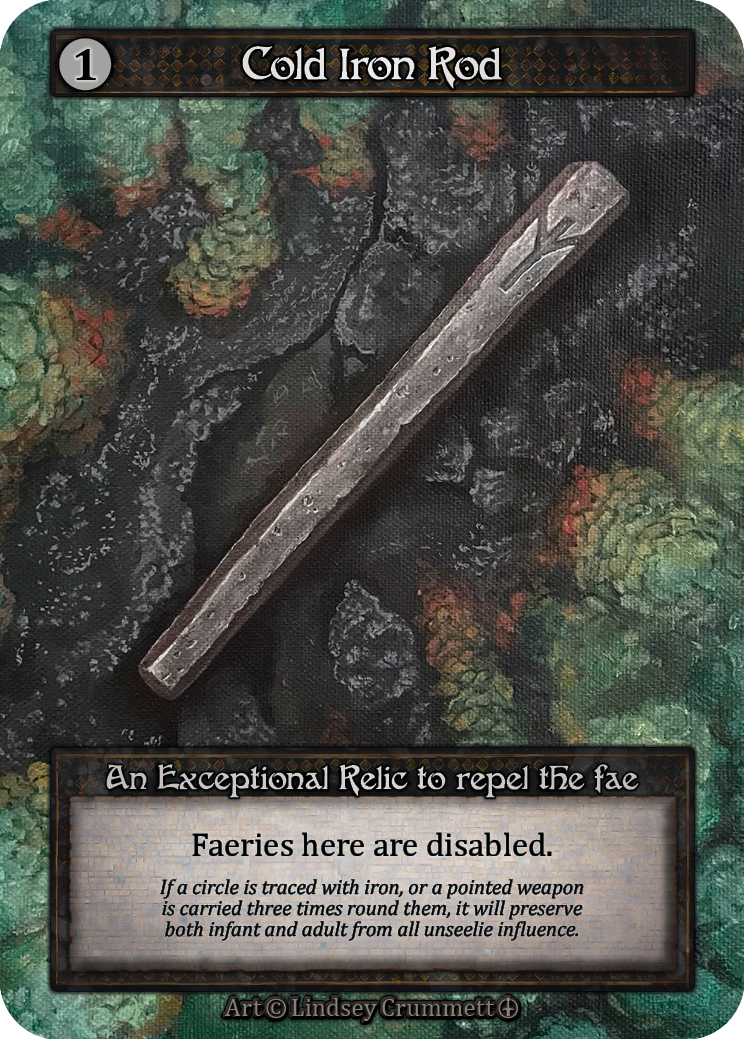 1
Cold Iron Rod
An Exceptional Relic to repel the fae
Faeries here are disabled.
If a circle is traced with iron, or a pointed weapon
is carried three times round them, it will preserve
both infant and adult from all unseelie influence.
Art © Lindsey Crummett